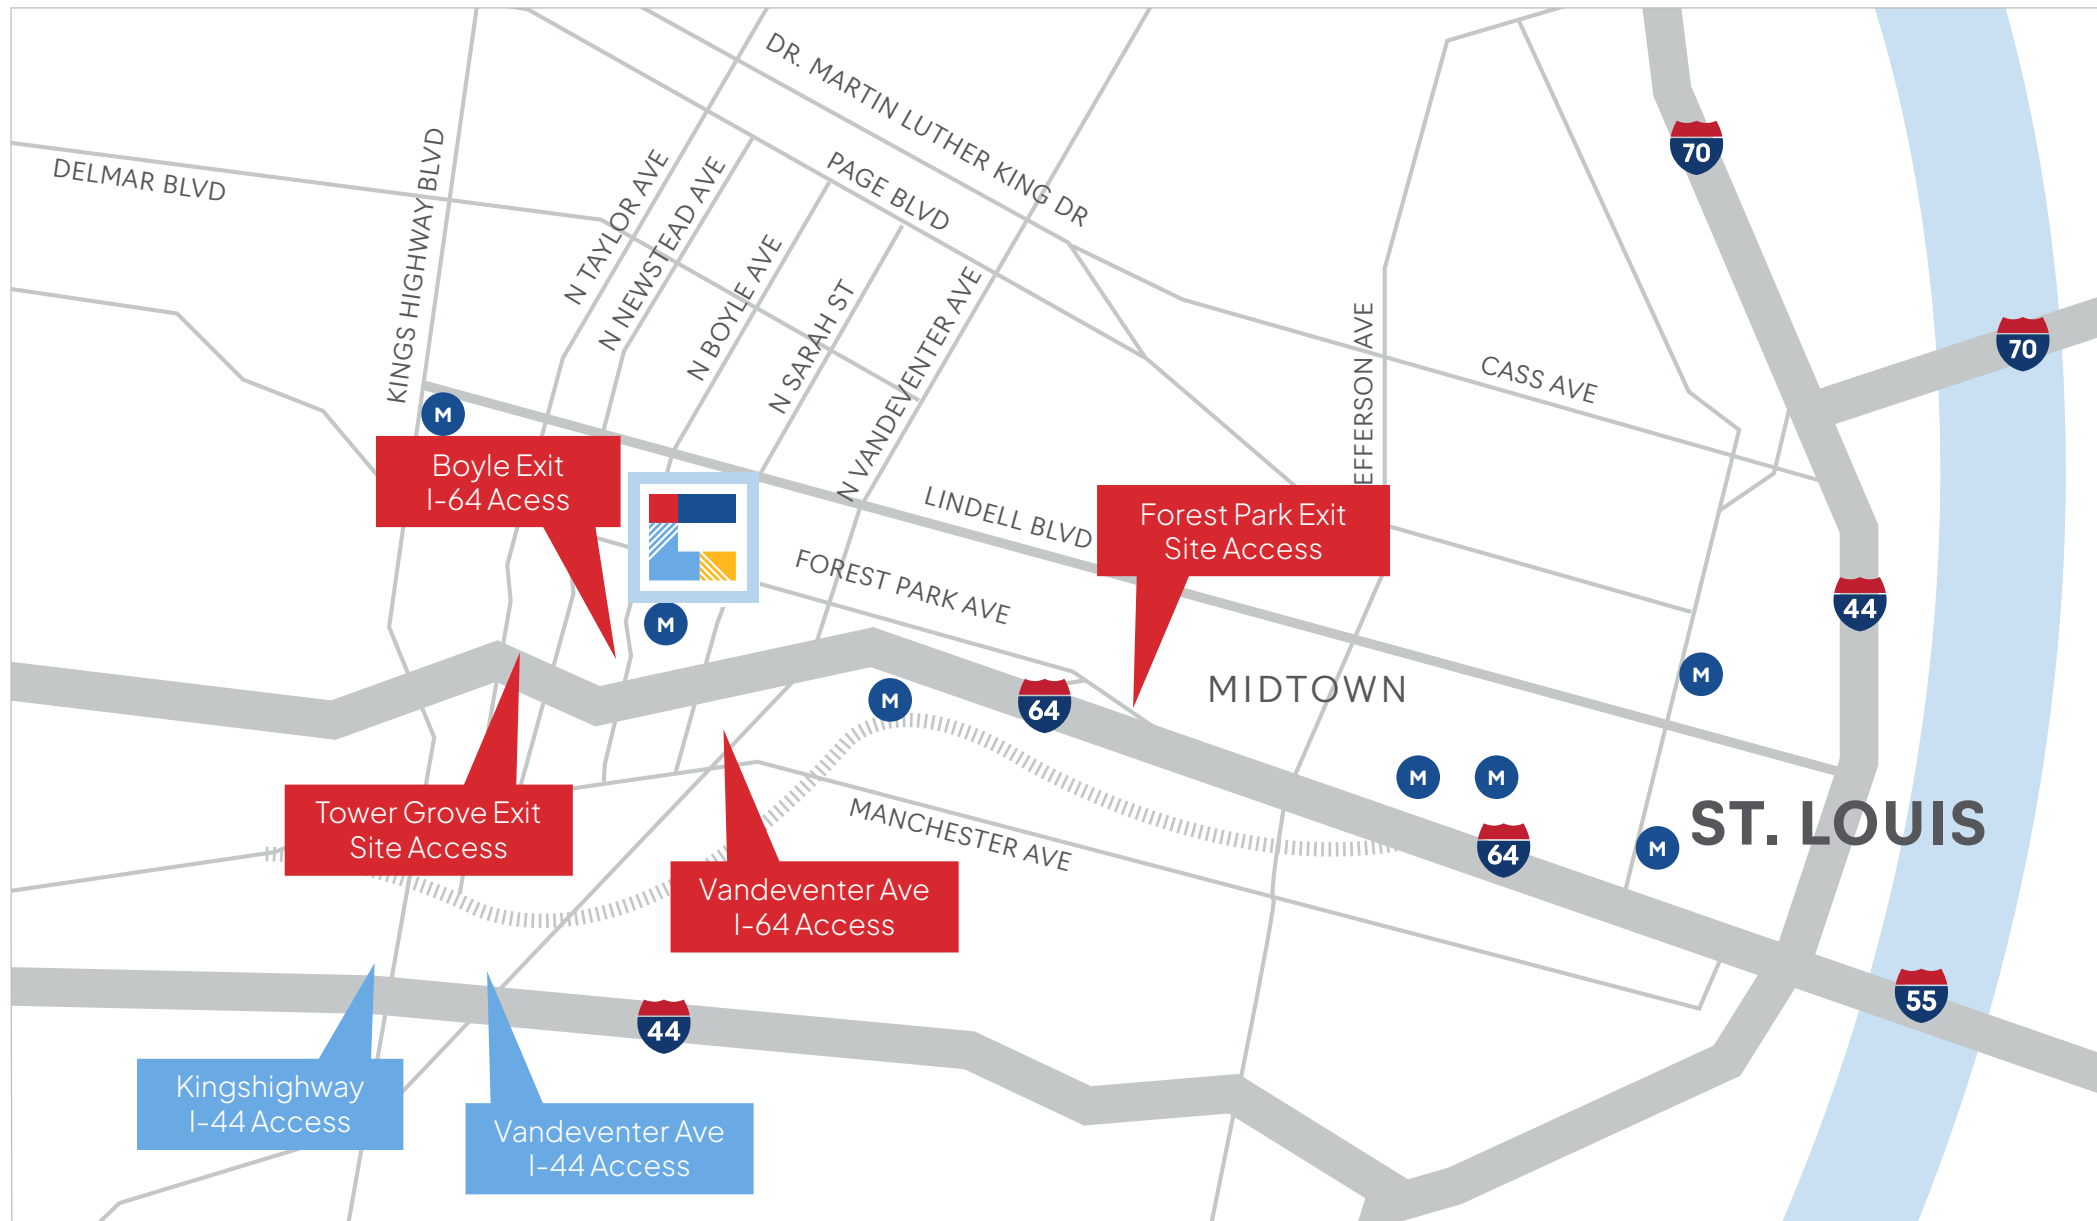 DR. MARTIN LUTHER KING DR
70
DELMAR BLVD
KINGS HIGHWAY BLVD
N TAYLOR AVE
N NEWSTEAD AVE
PAGE BLVD
N BOYLE AVE
N SARAH ST
N VANDEVENTER AVE
EFFERSON AVE
CASS AVE
70
M
Boyle Exit
I-64 Acess
LINDELL BLVD
Forest Park Exit
Site Access
FOREST PARK AVE
44
M
M
MIDTOWN
M
64
M
M
Tower Grove Exit
Site Access
MANCHESTER AVE
64
M
ST. LOUIS
Vandeventer Ave
I-64 Access
55
44
Kingshighway
I-44 Access
Vandeventer Ave
I-44 Access